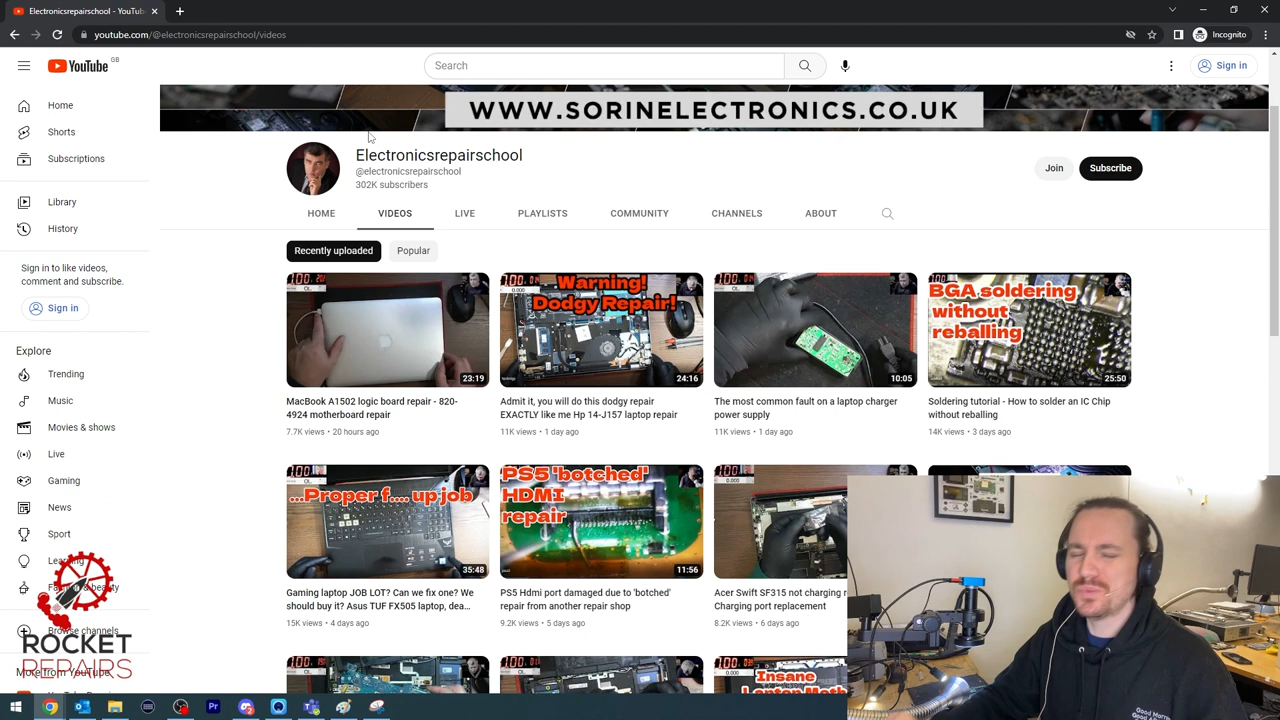 Electronicsrepairschool - YouTub
youtube.com/@electronicsrepairschool/videos
Incognito
YouTube GB
Search
Sign in
Home
Shorts
Subscriptions
Library
History
Sign in to like videos,
comment and subscribe.
Sign in
Explore
Trending
Music
Movies & shows
Live
Gaming
News
Sport
Browse channels
More from YouTube
ROCKET
REPAIRS
WWW.SORINELECTRONICS.CO.UK
Electronicsrepairschool
@electronicsrepairschool
302K subscribers
Join
Subscribe
HOME
VIDEOS
LIVE
PLAYLISTS
COMMUNITY
CHANNELS
ABOUT
Recently uploaded
Popular
23:19
MacBook A1502 logic board repair - 820-
4924 motherboard repair
7.7K views • 20 hours ago
Warning!
Dodgy Repair!
24:16
Admit it, you will do this dodgy repair
EXACTLY like me Hp 14-J157 laptop repair
11K views • 1 day ago
10:05
The most common fault on a laptop charger
power supply
11K views • 1 day ago
BGA soldering
without
reballing
25:50
Soldering tutorial - How to solder an IC Chip
without reballing
14K views • 3 days ago
...Proper f.... up job
35:48
Gaming laptop JOB LOT? Can we fix one? We
should buy it? Asus TUF FX505 laptop, dea...
15K views • 4 days ago
PS5 'botched'
HDMI
repair
11:56
PS5 Hdmi port damaged due to 'botched'
repair from another repair shop
9.2K views • 5 days ago
Acer Swift SF315 not charging r
Charging port replacement
8.2K views • 6 days ago
Insane
Laptop Moth